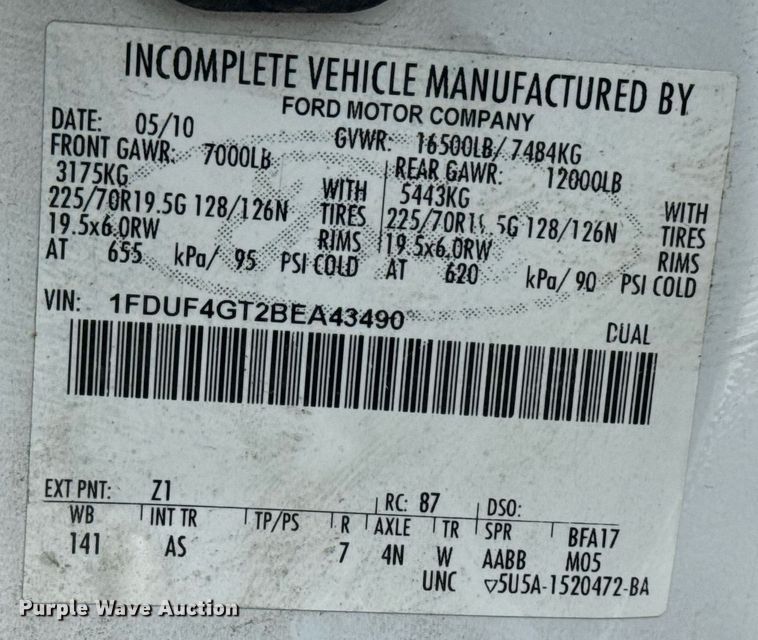 INCOMPLETE VEHICLE MANUFACTURED BY
FORD MOTOR COMPANY
DATE: 05/10 GVWR: 16500LB/ 7484KG
FRONT GAWR: 7000LB REAR GAWR: 12000LB
3175KG WITH 5443KG WITH
225/70R19.5G 128/126N TIRES 225/70R19.5G 128/126N TIRES
19.5x6.0RW RIMS 19.5x6.0RW RIMS
AT 655 kPa/ 95 PSI COLD AT 620 kPa/ 90 PSI COLD
VIN: 1FDUF4GT2BEA43490
DUAL
EXT PNT: Z1 RC: 87 DSO:
WB INT TR TP/PS R AXLE TR SPR BFA17
141 AS 7 4N W AABB M05
UNC ▽5U5A-1520472-BA
Purple Wave Auction